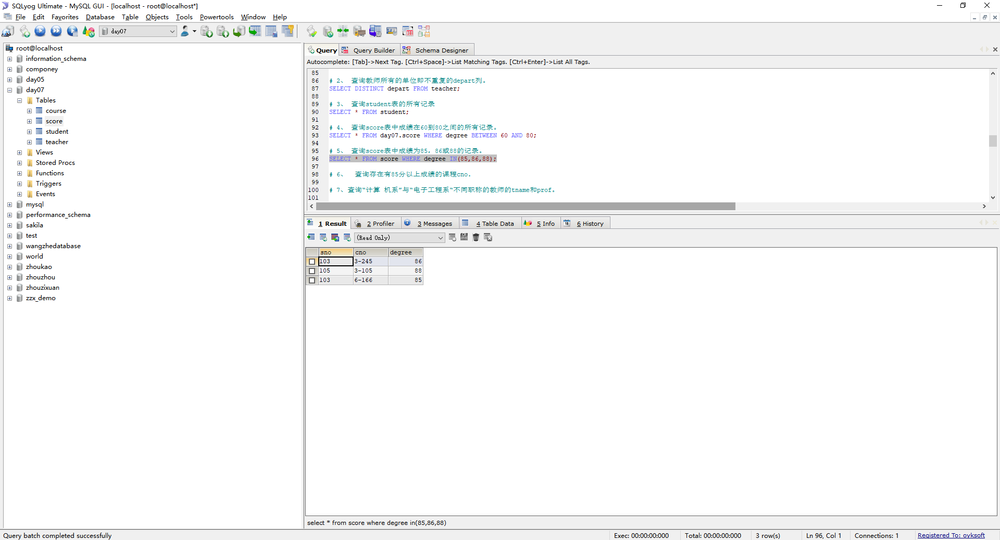 SQLyog Ultimate - MySQL GUI - [localhost - root@localhost*]
File Edit Favorites Database Table Objects Tools Powertools Window Help
day07
root@localhost
information_schema
componey
day05
day07
Tables
course
score
student
teacher
Views
Stored Procs
Functions
Triggers
Events
mysql
performance_schema
sakila
test
wangzhedatabase
world
zhoukao
zhouzhou
zhouzixuan
zzx_demo
Query Query Builder Schema Designer
Autocomplete: [Tab]->Next Tag. [Ctrl+Space]->List Matching Tags. [Ctrl+Enter]->List All Tags.
85
86 # 2、 查询教师所有的单位即不重复的depart列。
87 SELECT DISTINCT depart FROM teacher;
88
89 # 3、 查询student表的所有记录
90 SELECT * FROM student;
91
92 # 4、 查询score表中成绩在60到80之间的所有记录。
93 SELECT * FROM day07.score WHERE degree BETWEEN 60 AND 80;
94
95 # 5、 查询score表中成绩为85，86或88的记录。
96 SELECT * FROM score WHERE degree IN(85,86,88);
97
98 # 6、 查询存在有85分以上成绩的课程cno.
99
100 # 7、查询“计算 机系”与“电子工程系“不同职称的教师的tname和prof。
101
1 Result 2 Profiler 3 Messages 4 Table Data 5 Info 6 History
(Read Only)
sno cno degree
103 3-245 86
105 3-105 88
103 6-166 85
select * from score where degree in(85,86,88)
Query batch completed successfully Exec: 00:00:00:000 Total: 00:00:00:000 3 row(s) Ln 96, Col 1 Connections: 1 Registered To: ovksoft